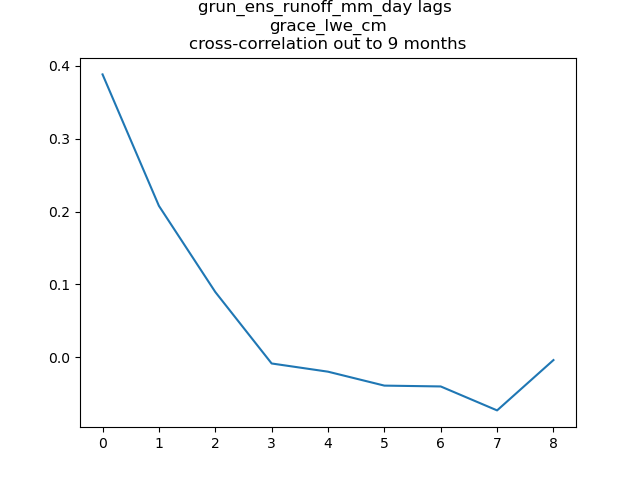 grun_ens_runoff_mm_day lags
grace_lwe_cm
cross-correlation out to 9 months
0.4
0.3
0.2
0.1
0.0
0 1 2 3 4 5 6 7 8